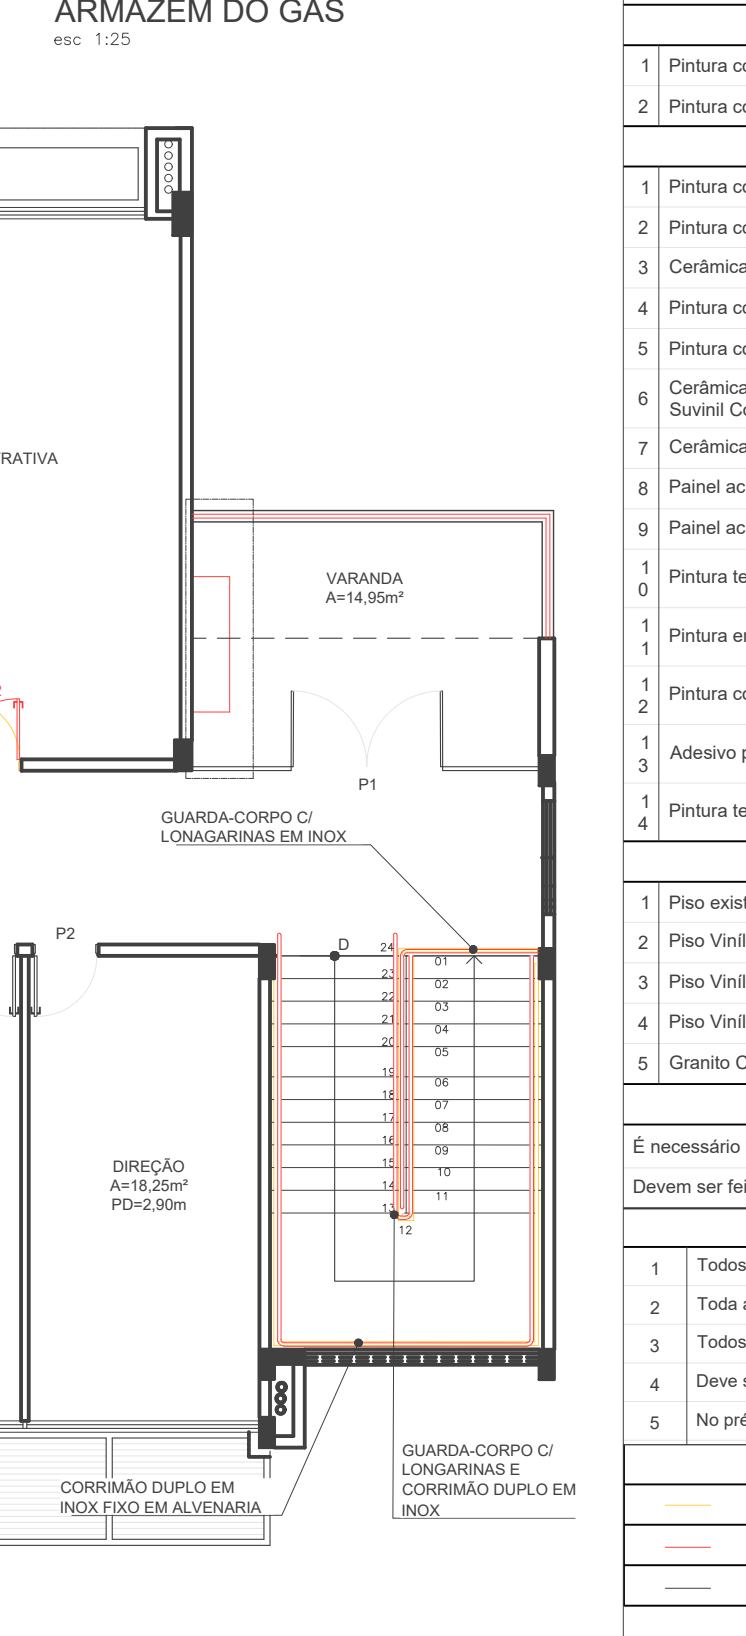 ARMAZÉM DO GÁS
esc 1:25
RATIVA
VARANDA
A=14,95m²
P1
GUARDA-CORPO C/
LONAGARINAS EM INOX
P2
D
24
23
22
21
20
19
18
17
16
15
14
13
01
02
03
04
05
06
07
08
09
10
11
12
DIREÇÃO
A=18,25m²
PD=2,90m
GUARDA-CORPO C/
LONGARINAS E
CORRIMÃO DUPLO EM
INOX
CORRIMÃO DUPLO EM
INOX FIXO EM ALVENARIA
1 Pintura co
2 Pintura co
1 Pintura co
2 Pintura co
3 Cerâmica
4 Pintura co
5 Pintura co
6 Cerâmica
Suvinil Co
7 Cerâmica
8 Painel ac
9 Painel ac
10 Pintura te
11 Pintura e
12 Pintura co
13 Adesivo p
14 Pintura te
1 Piso exist
2 Piso Viníl
3 Piso Viníl
4 Piso Viníl
5 Granito C
É necessário
Devem ser fei
1 Todos
2 Toda a
3 Todos
4 Deve s
5 No pré